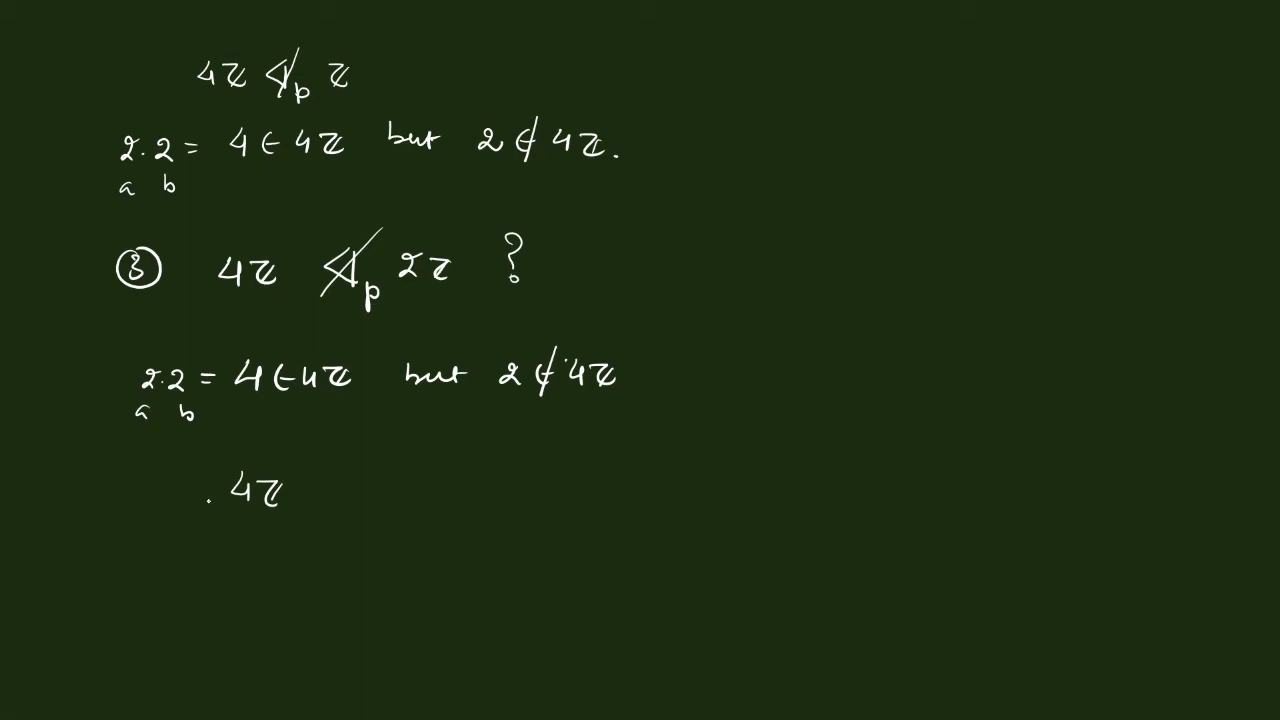 4ℤ ⋪p ℤ
2·2 = 4 ∈ 4ℤ but 2 ∉ 4ℤ.
a b
③ 4ℤ ⋪p 2ℤ ?
2·2 = 4 ∈ 4ℤ but 2 ∉ 4ℤ
a b
. 4ℤ